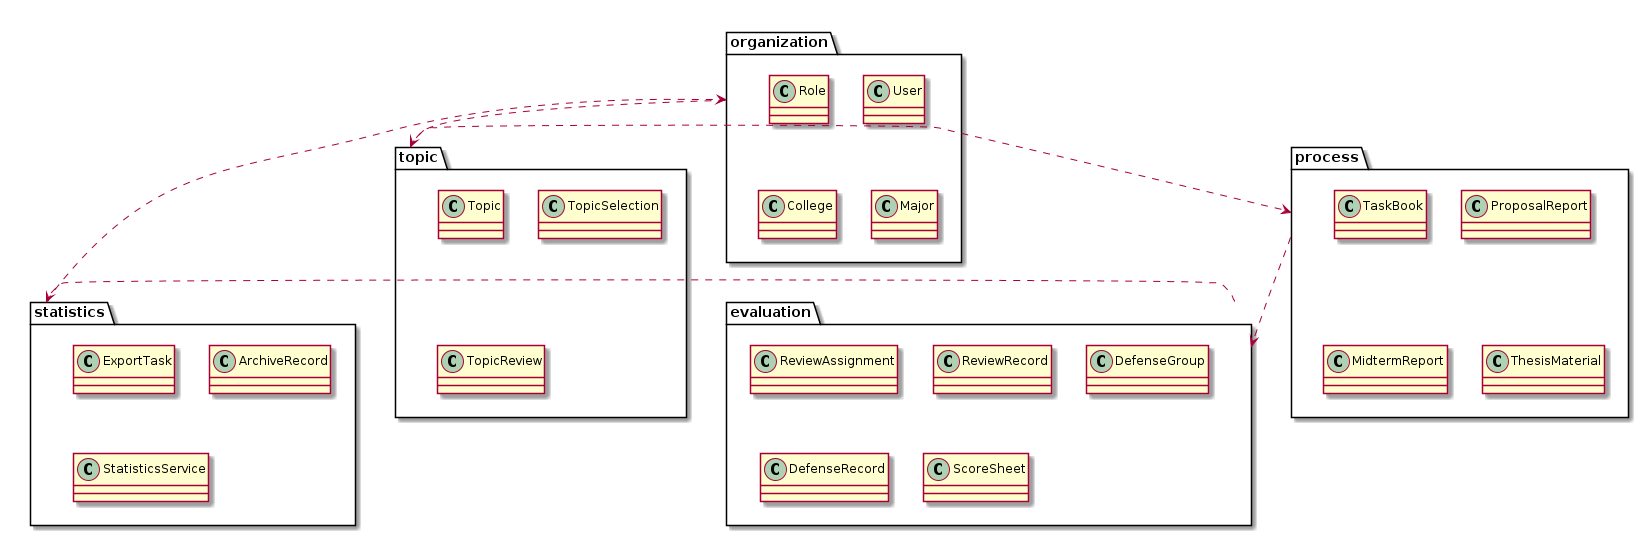 organization
C Role
C User
C College
C Major
topic
C Topic
C TopicSelection
C TopicReview
process
C TaskBook
C ProposalReport
C MidtermReport
C ThesisMaterial
statistics
C ExportTask
C ArchiveRecord
C StatisticsService
evaluation
C ReviewAssignment
C ReviewRecord
C DefenseGroup
C DefenseRecord
C ScoreSheet